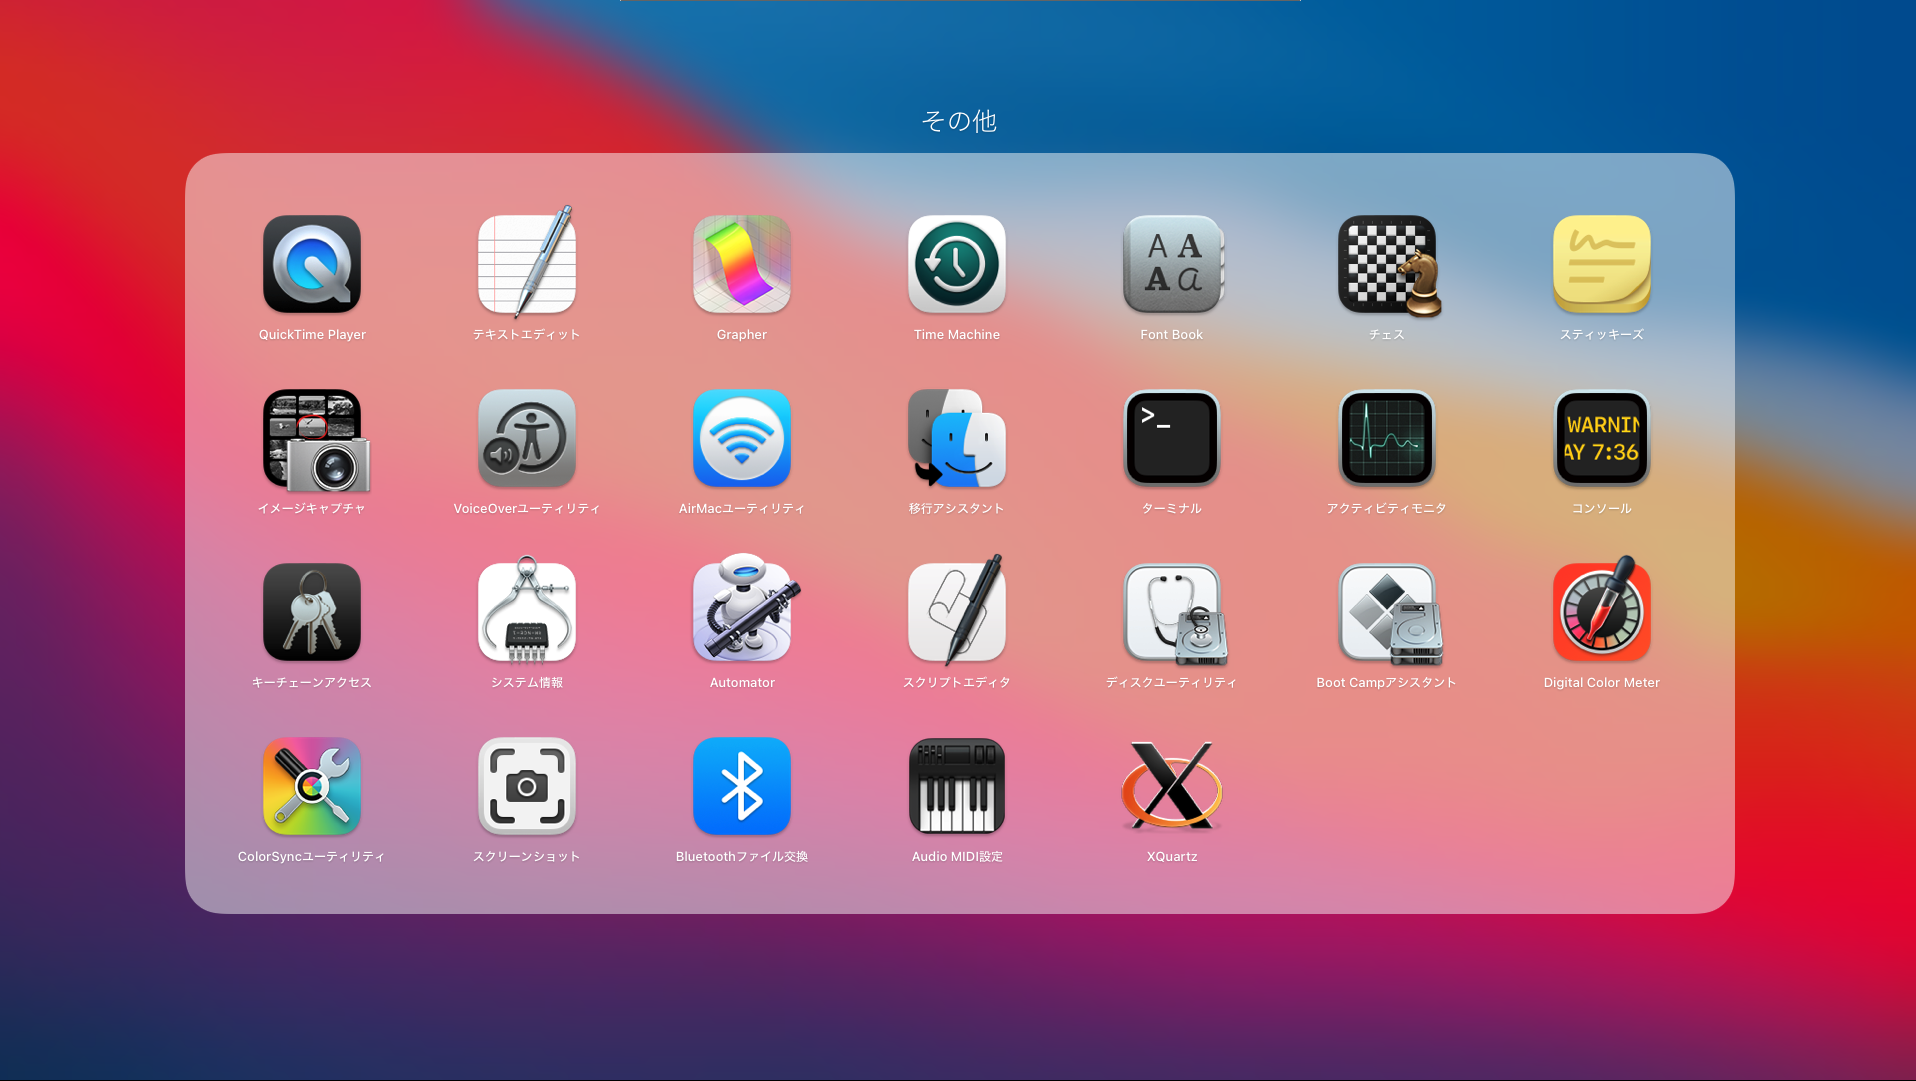 その他
QuickTime Player
テキストエディット
Grapher
Time Machine
Font Book
チェス
スティッキーズ
A A
A a
イメージキャプチャ
VoiceOverユーティリティ
AirMacユーティリティ
移行アシスタント
ターミナル
アクティビティモニタ
コンソール
>_
WARNIN
AY 7:36
キーチェーンアクセス
システム情報
Automator
スクリプトエディタ
ディスクユーティリティ
Boot Campアシスタント
Digital Color Meter
ColorSyncユーティリティ
スクリーンショット
Bluetoothファイル交換
Audio MIDI設定
XQuartz